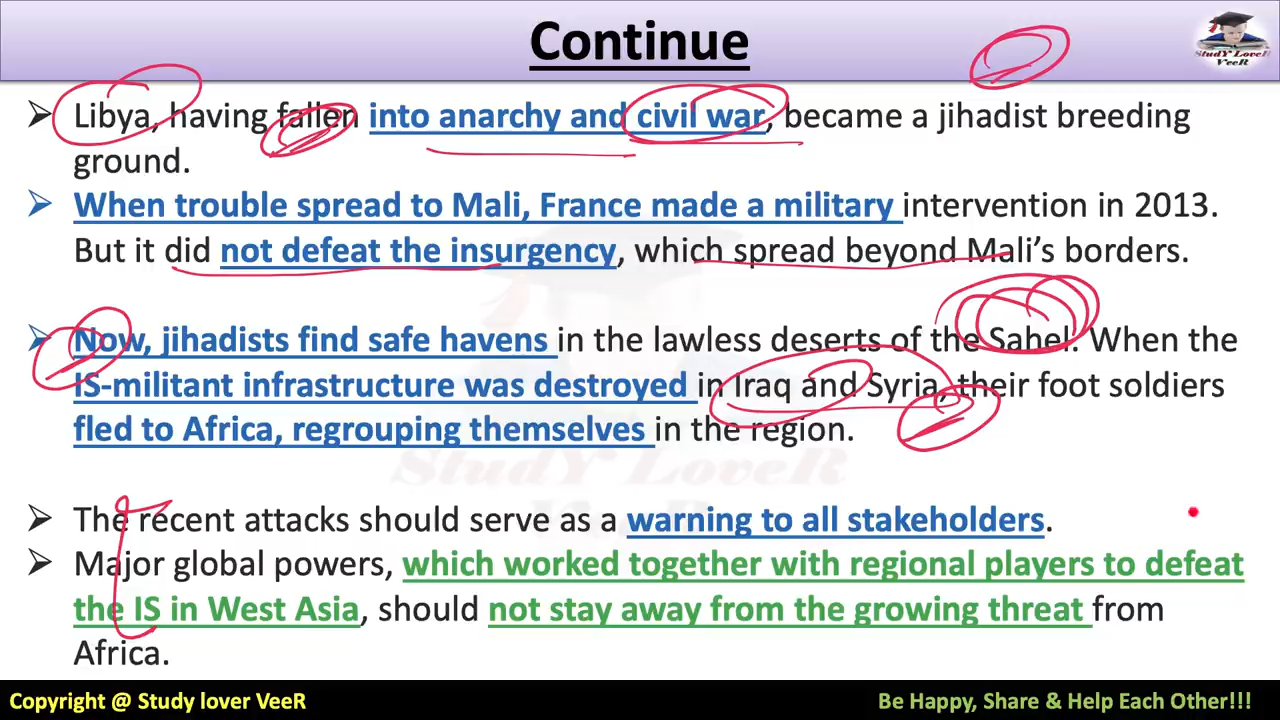 Continue
StudY LoveR
VeeR
➢ Libya, having fallen into anarchy and civil war, became a jihadist breeding
ground.
➢ When trouble spread to Mali, France made a military intervention in 2013.
But it did not defeat the insurgency, which spread beyond Mali’s borders.
➢ Now, jihadists find safe havens in the lawless deserts of the Sahel. When the
IS-militant infrastructure was destroyed in Iraq and Syria, their foot soldiers
fled to Africa, regrouping themselves in the region.
StudY LoveR
VeeR
➢ The recent attacks should serve as a warning to all stakeholders.
➢ Major global powers, which worked together with regional players to defeat
the IS in West Asia, should not stay away from the growing threat from
Africa.
Copyright @ Study lover VeeR
Be Happy, Share & Help Each Other!!!